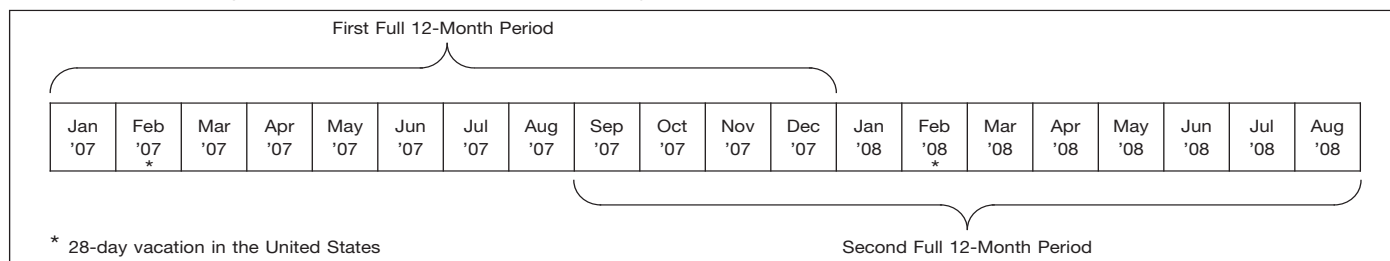 First Full 12-Month Period
Jan Feb Mar Apr May Jun Jul Aug Sep Oct Nov Dec Jan Feb Mar Apr May Jun Jul Aug
'07 '07 '07 '07 '07 '07 '07 '07 '07 '07 '07 '07 '08 '08 '08 '08 '08 '08 '08 '08
* *
* 28-day vacation in the United States
Second Full 12-Month Period